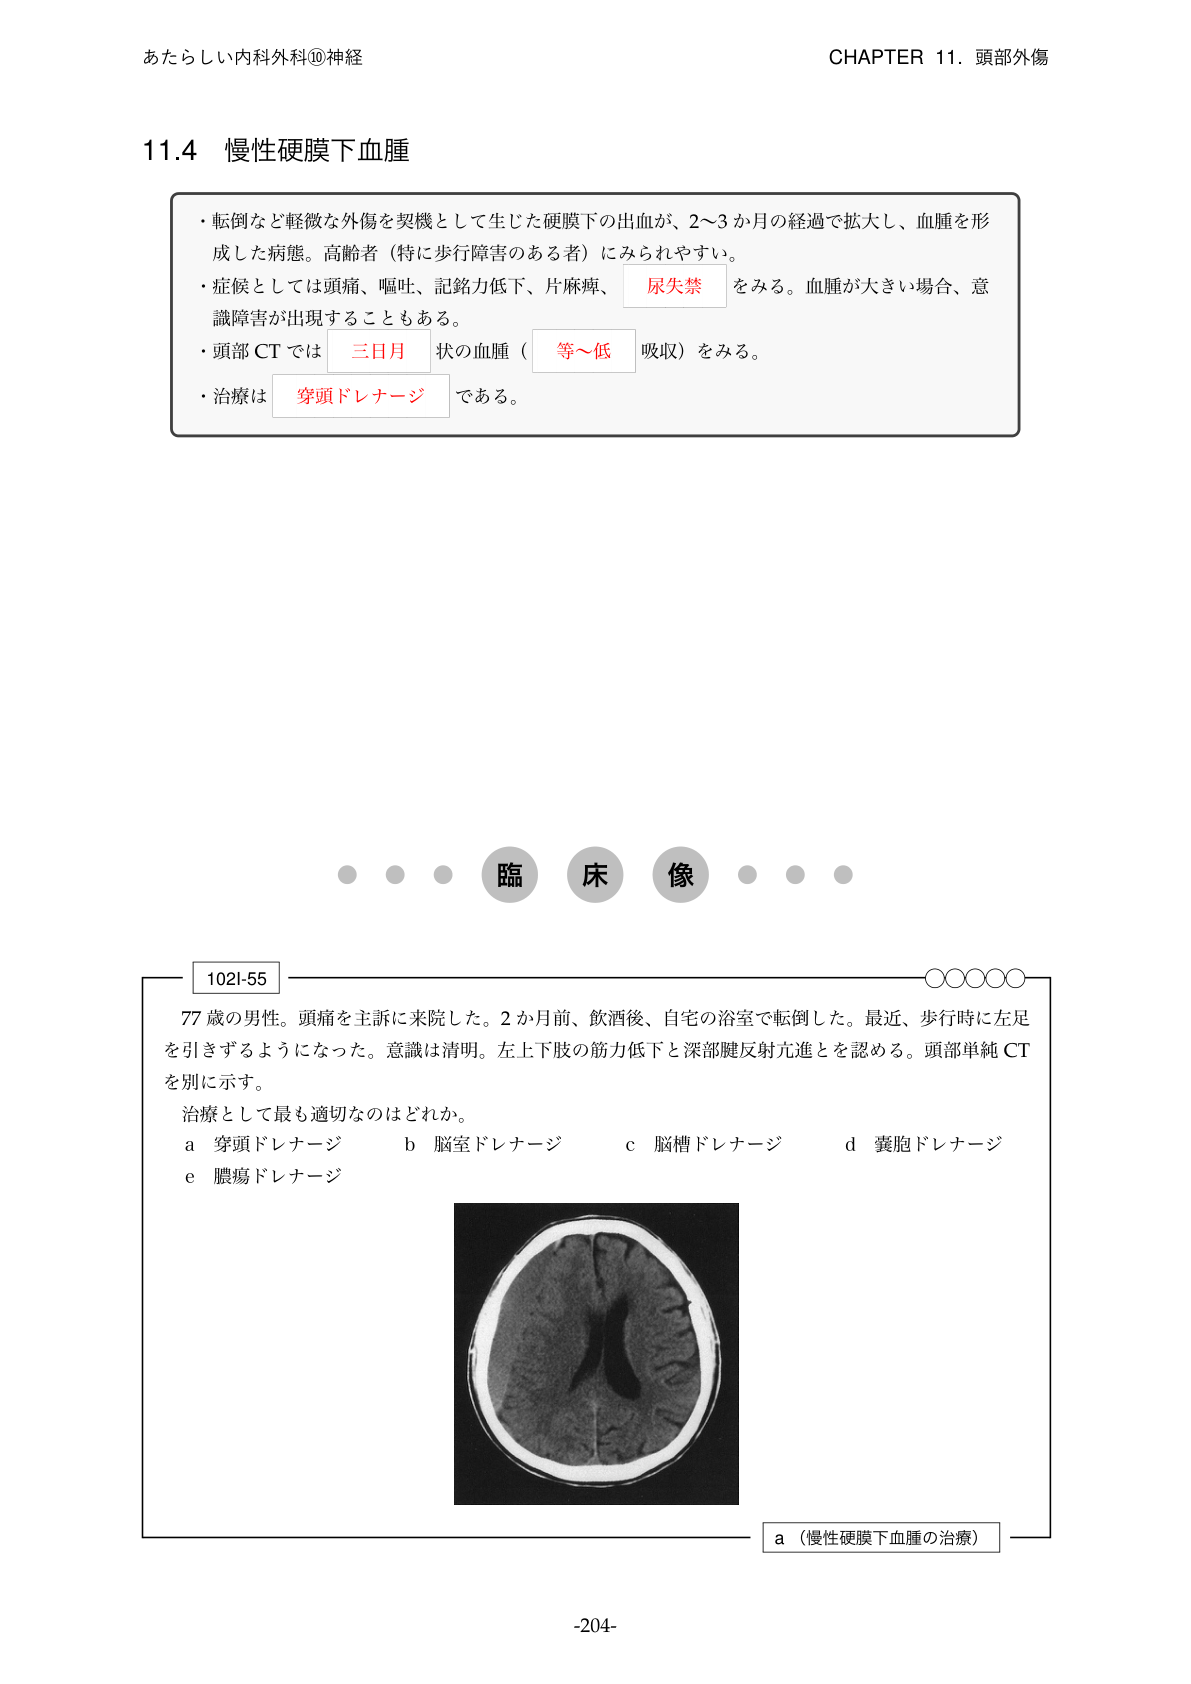 あたらしい内科外科⑩神経
CHAPTER 11. 頭部外傷
11.4 慢性硬膜下血腫
・転倒など軽微な外傷を契機として生じた硬膜下の出血が、2〜3 か月の経過で拡大し、血腫を形
成した病態。高齢者（特に歩行障害のある者）にみられやすい。
・症候としては頭痛、嘔吐、記銘力低下、片麻痺、 尿失禁 をみる。血腫が大きい場合、意
識障害が出現することもある。
・頭部 CT では 三日月 状の血腫（ 等〜低 吸収）をみる。
・治療は 穿頭ドレナージ である。
臨 床 像
102I-55
77 歳の男性。頭痛を主訴に来院した。2 か月前、飲酒後、自宅の浴室で転倒した。最近、歩行時に左足
を引きずるようになった。意識は清明。左上下肢の筋力低下と深部腱反射亢進とを認める。頭部単純 CT
を別に示す。
治療として最も適切なのはどれか。
a 穿頭ドレナージ b 脳室ドレナージ c 脳槽ドレナージ d 嚢胞ドレナージ
e 膿瘍ドレナージ
a （慢性硬膜下血腫の治療）
-204-